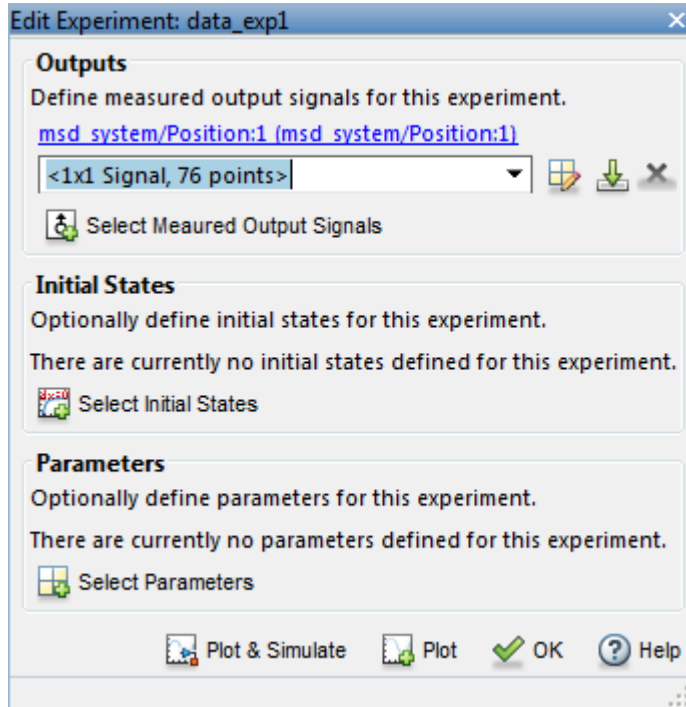 Edit Experiment: data_exp1
Outputs
Define measured output signals for this experiment.
msd_system/Position:1 (msd_system/Position:1)
<1x1 Signal, 76 points>
Select Meaured Output Signals
Initial States
Optionally define initial states for this experiment.
There are currently no initial states defined for this experiment.
Select Initial States
Parameters
Optionally define parameters for this experiment.
There are currently no parameters defined for this experiment.
Select Parameters
Plot & Simulate Plot OK Help